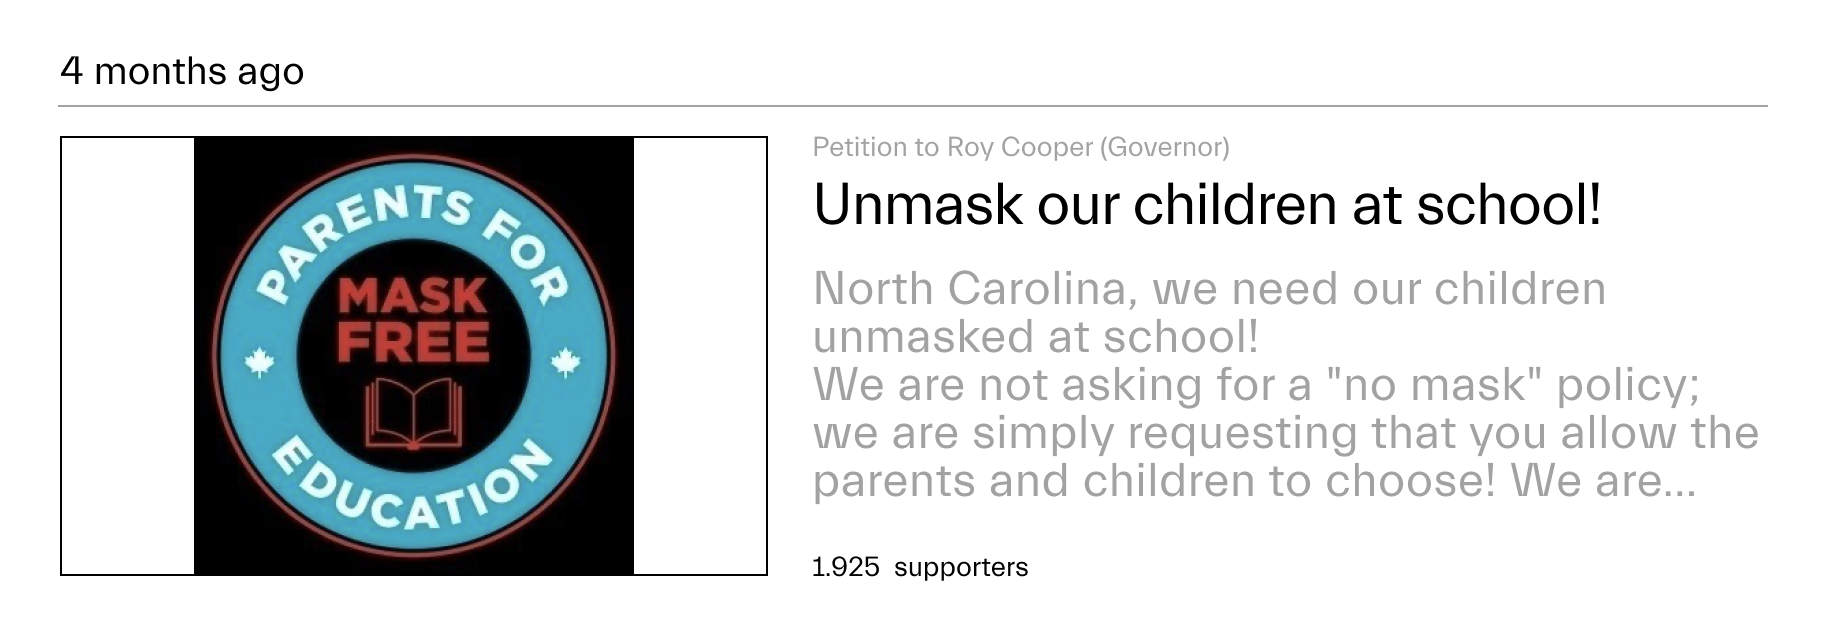 4 months ago
PARENTS FOR
MASK
FREE
EDUCATION
Petition to Roy Cooper (Governor)
Unmask our children at school!
North Carolina, we need our children
unmasked at school!
We are not asking for a "no mask" policy;
we are simply requesting that you allow the
parents and children to choose! We are...
1.925 supporters